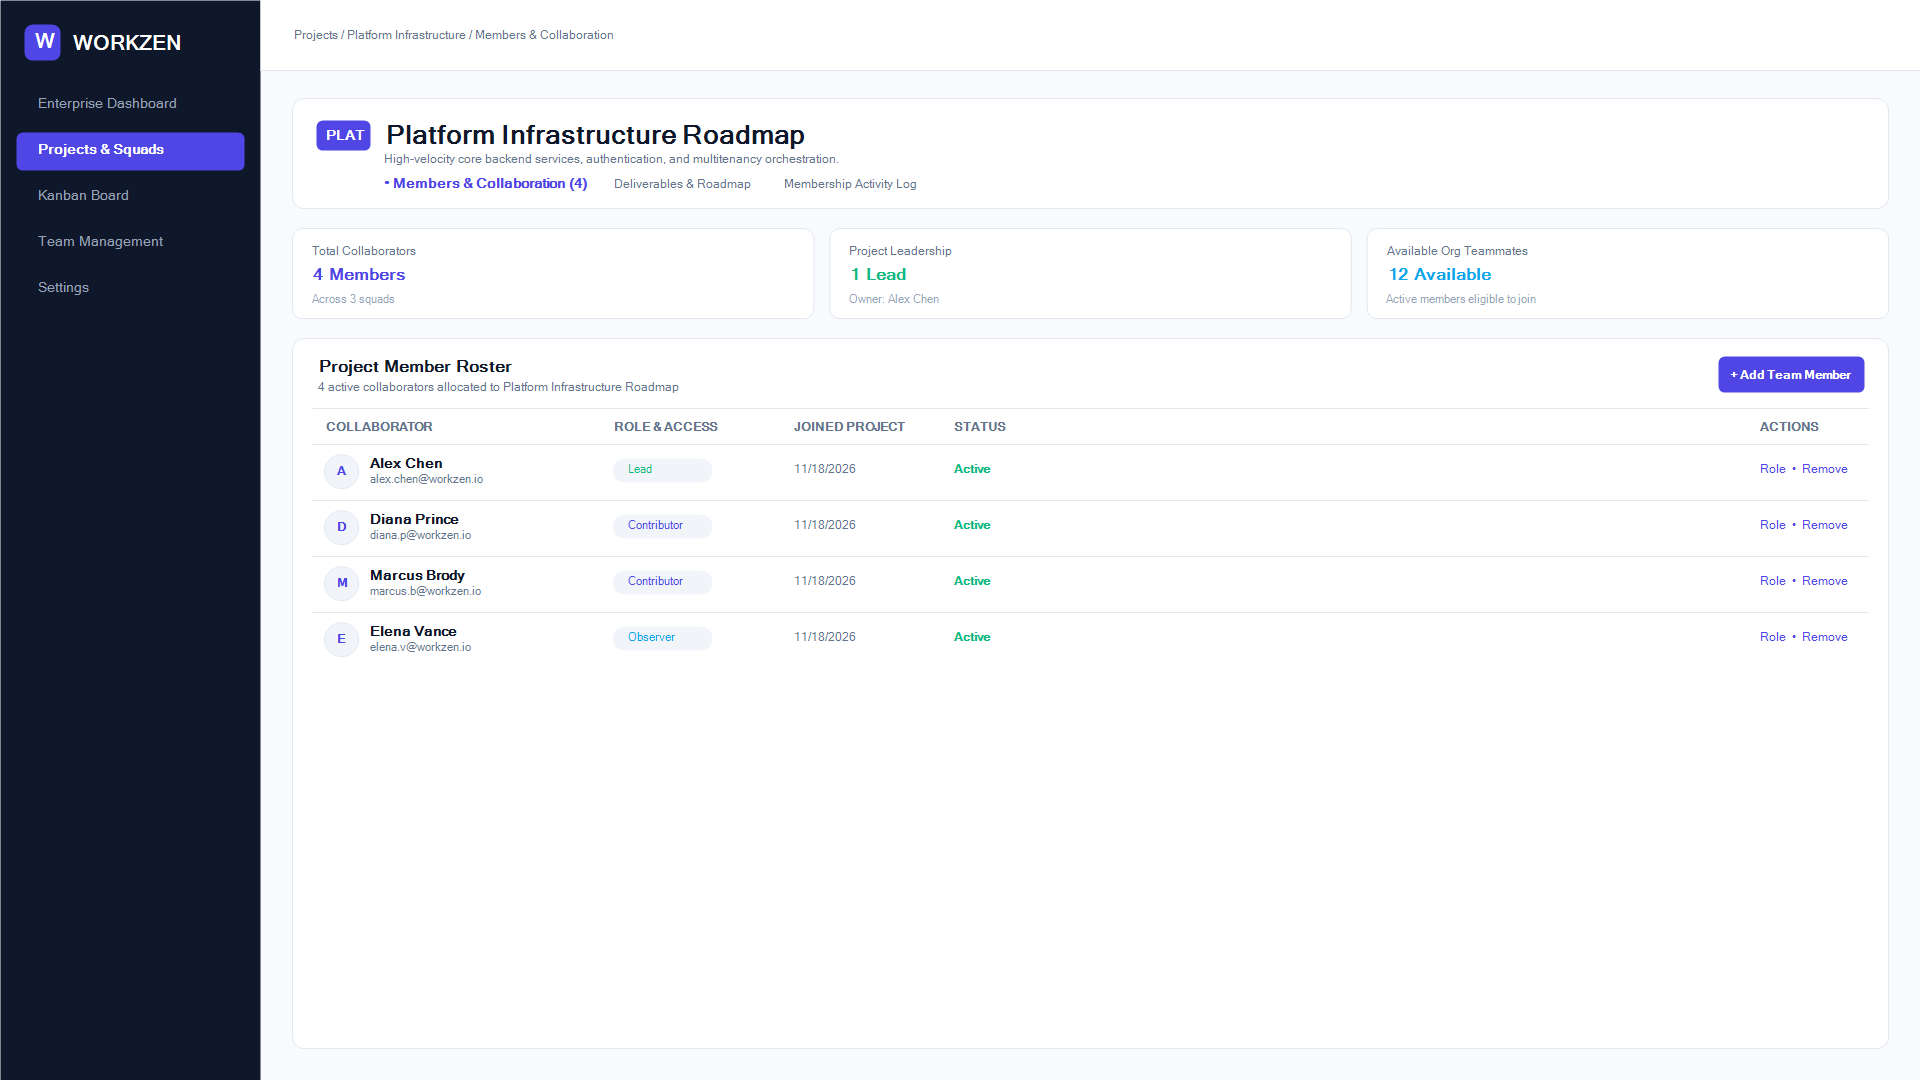 W WORKZEN
Projects / Platform Infrastructure / Members & Collaboration
Enterprise Dashboard
Projects & Squads
Kanban Board
Team Management
Settings
PLAT Platform Infrastructure Roadmap
High-velocity core backend services, authentication, and multitenancy orchestration.
• Members & Collaboration (4) Deliverables & Roadmap Membership Activity Log
Total Collaborators
4 Members
Across 3 squads
Project Leadership
1 Lead
Owner: Alex Chen
Available Org Teammates
12 Available
Active members eligible to join
Project Member Roster
4 active collaborators allocated to Platform Infrastructure Roadmap
+ Add Team Member
COLLABORATOR ROLE & ACCESS JOINED PROJECT STATUS ACTIONS
A Alex Chen Lead 11/18/2026 Active Role • Remove
alex.chen@workzen.io
D Diana Prince Contributor 11/18/2026 Active Role • Remove
diana.p@workzen.io
M Marcus Brody Contributor 11/18/2026 Active Role • Remove
marcus.b@workzen.io
E Elena Vance Observer 11/18/2026 Active Role • Remove
elena.v@workzen.io